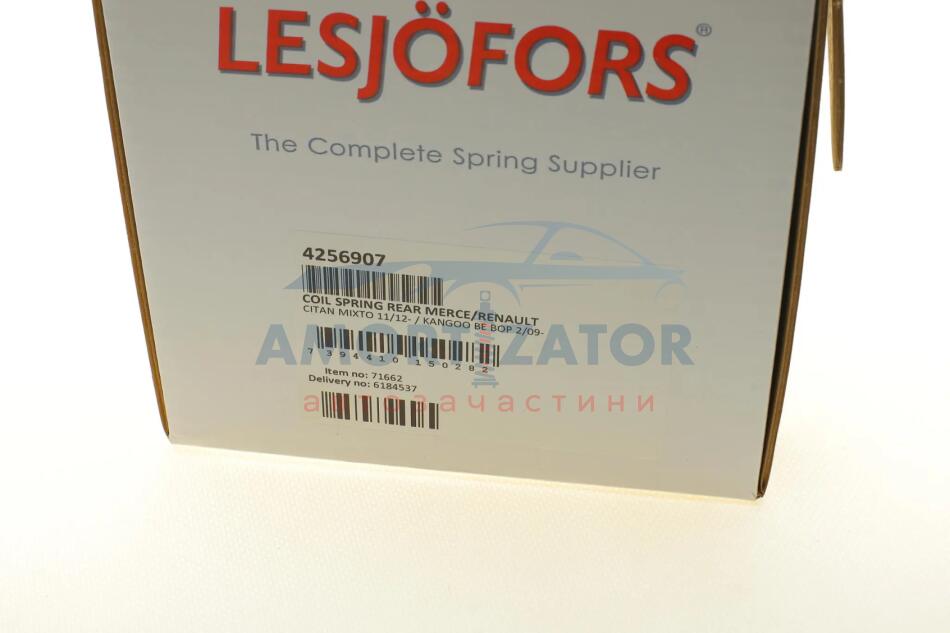 LESJÖFORS®
The Complete Spring Supplier
4256907
COIL SPRING REAR MERCE/RENAULT
CITAN MIXTO 11/12- / KANGOO BE BOP 2/09-
AMORTIZATOR
7 394410 150282
Item no: 71662
Delivery no: 6184537
автозачастини